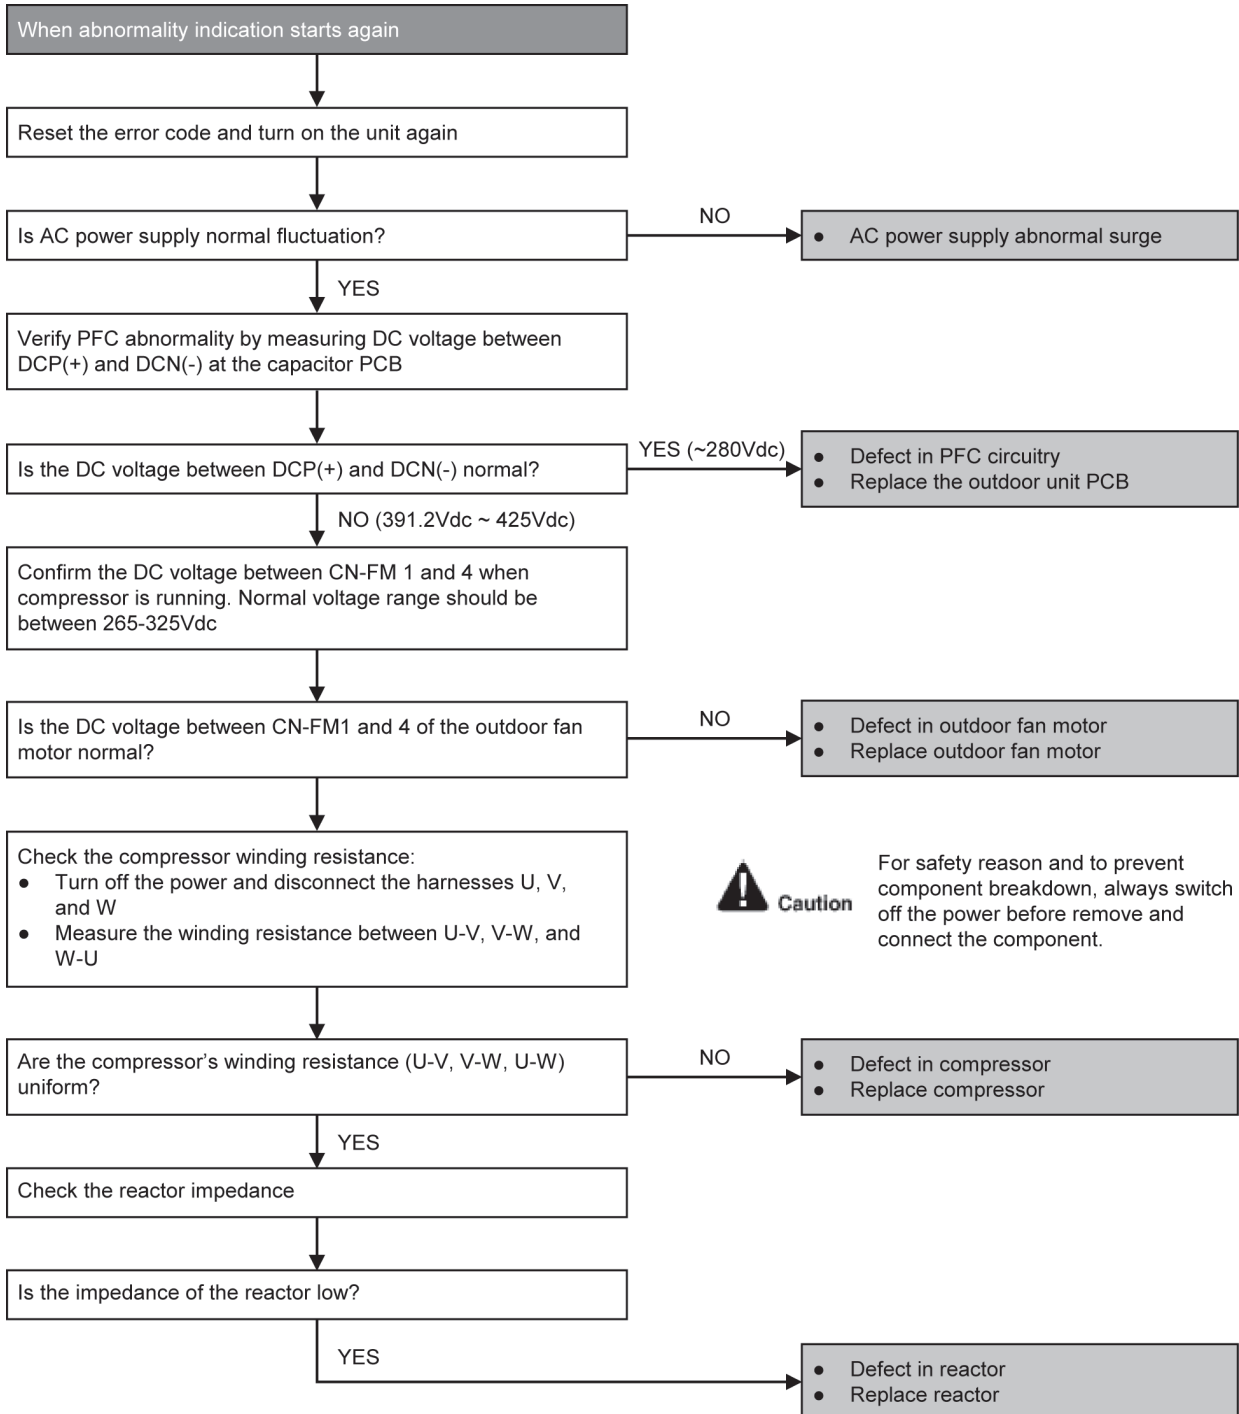 When abnormality indication starts again
Reset the error code and turn on the unit again
Is AC power supply normal fluctuation?
NO
● AC power supply abnormal surge
YES
Verify PFC abnormality by measuring DC voltage between
DCP(+) and DCN(-) at the capacitor PCB
Is the DC voltage between DCP(+) and DCN(-) normal?
YES (~280Vdc)
● Defect in PFC circuitry
● Replace the outdoor unit PCB
NO (391.2Vdc ~ 425Vdc)
Confirm the DC voltage between CN-FM 1 and 4 when
compressor is running. Normal voltage range should be
between 265-325Vdc
Is the DC voltage between CN-FM1 and 4 of the outdoor fan
motor normal?
NO
● Defect in outdoor fan motor
● Replace outdoor fan motor
Check the compressor winding resistance:
● Turn off the power and disconnect the harnesses U, V,
and W
● Measure the winding resistance between U-V, V-W, and
W-U
Caution
For safety reason and to prevent
component breakdown, always switch
off the power before remove and
connect the component.
Are the compressor's winding resistance (U-V, V-W, U-W)
uniform?
NO
● Defect in compressor
● Replace compressor
YES
Check the reactor impedance
Is the impedance of the reactor low?
YES
● Defect in reactor
● Replace reactor